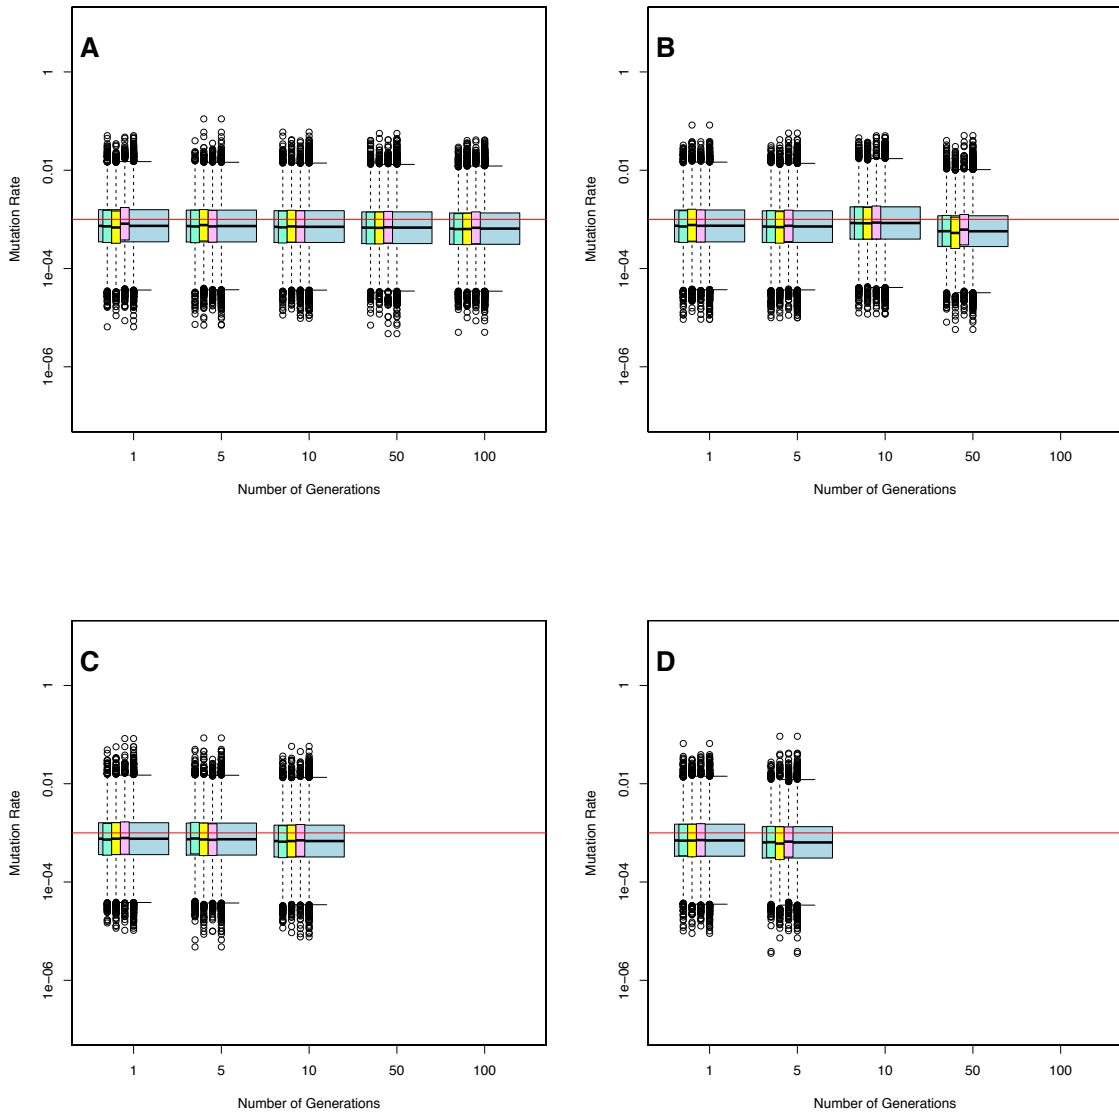 A
Mutation Rate
1
0.01
1e-04
1e-06
1 5 10 50 100
Number of Generations
B
Mutation Rate
1
0.01
1e-04
1e-06
1 5 10 50 100
Number of Generations
C
Mutation Rate
1
0.01
1e-04
1e-06
1 5 10 50 100
Number of Generations
D
Mutation Rate
1
0.01
1e-04
1e-06
1 5 10 50 100
Number of Generations